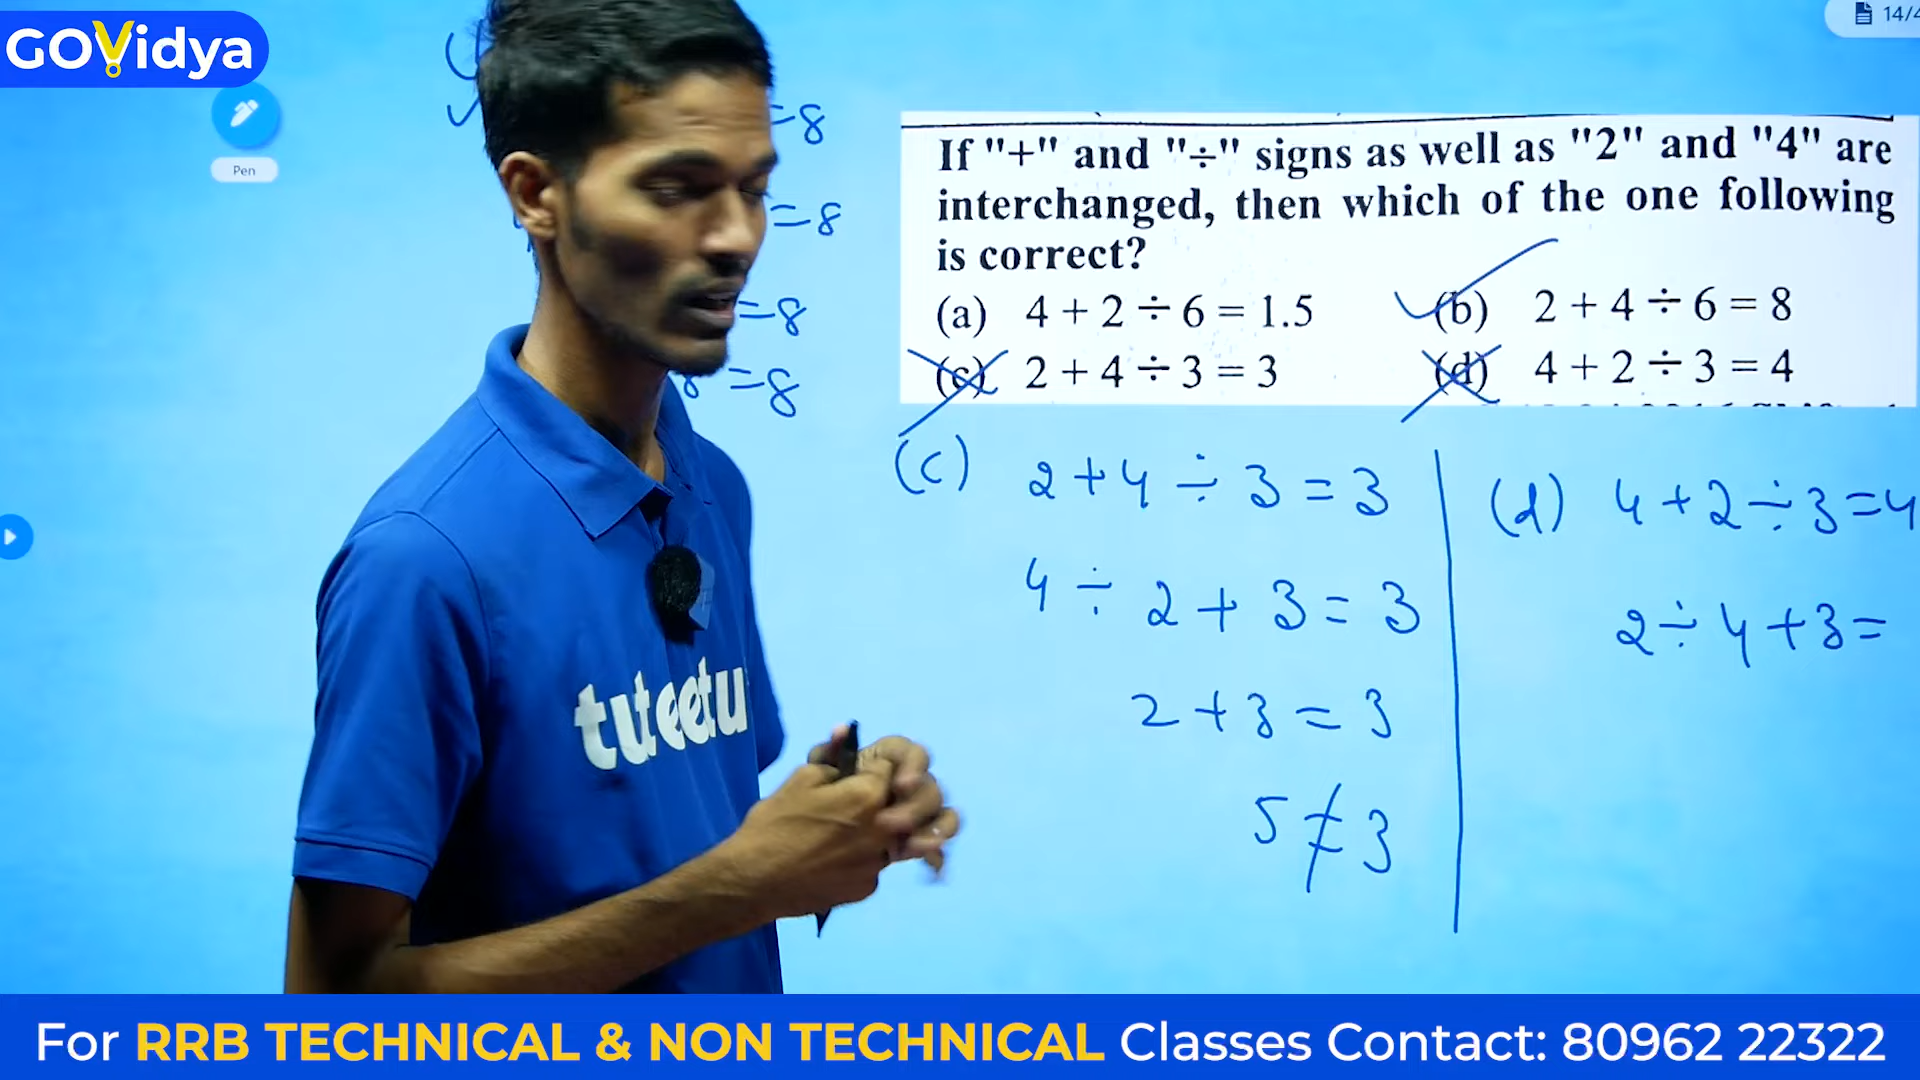 GOVidya
14/4
Pen
=8
=8
=8
=8
If "+" and "÷" signs as well as "2" and "4" are
interchanged, then which of the one following
is correct?
(a) 4 + 2 ÷ 6 = 1.5
(b) 2 + 4 ÷ 6 = 8
(c) 2 + 4 ÷ 3 = 3
(d) 4 + 2 ÷ 3 = 4
(c) 2+4 ÷ 3 = 3
4 ÷ 2 + 3 = 3
2 + 3 = 3
5 ≠ 3
(d) 4+2÷3=4
2÷4+3=
tuteetu
For RRB TECHNICAL & NON TECHNICAL Classes Contact: 80962 22322